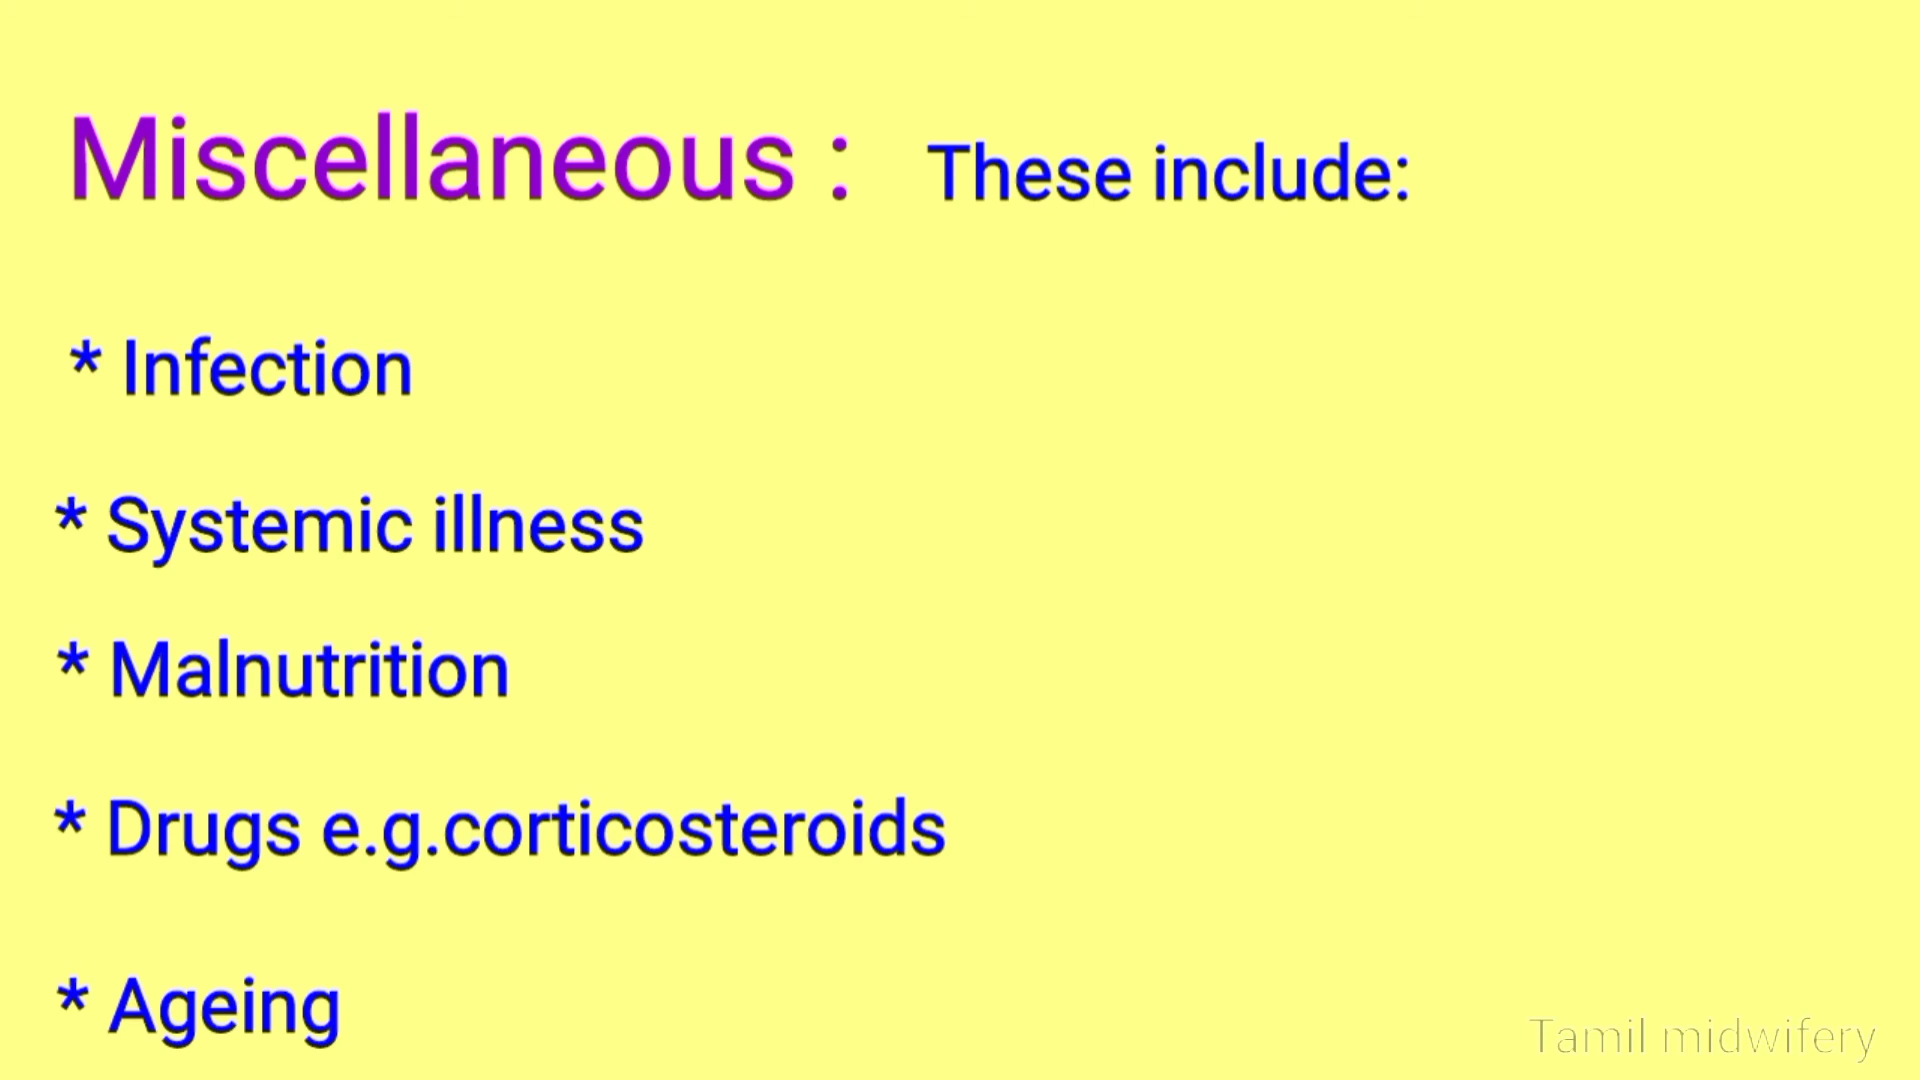 Miscellaneous : These include:
* Infection
* Systemic illness
* Malnutrition
* Drugs e.g.corticosteroids
* Ageing
Tamil midwifery